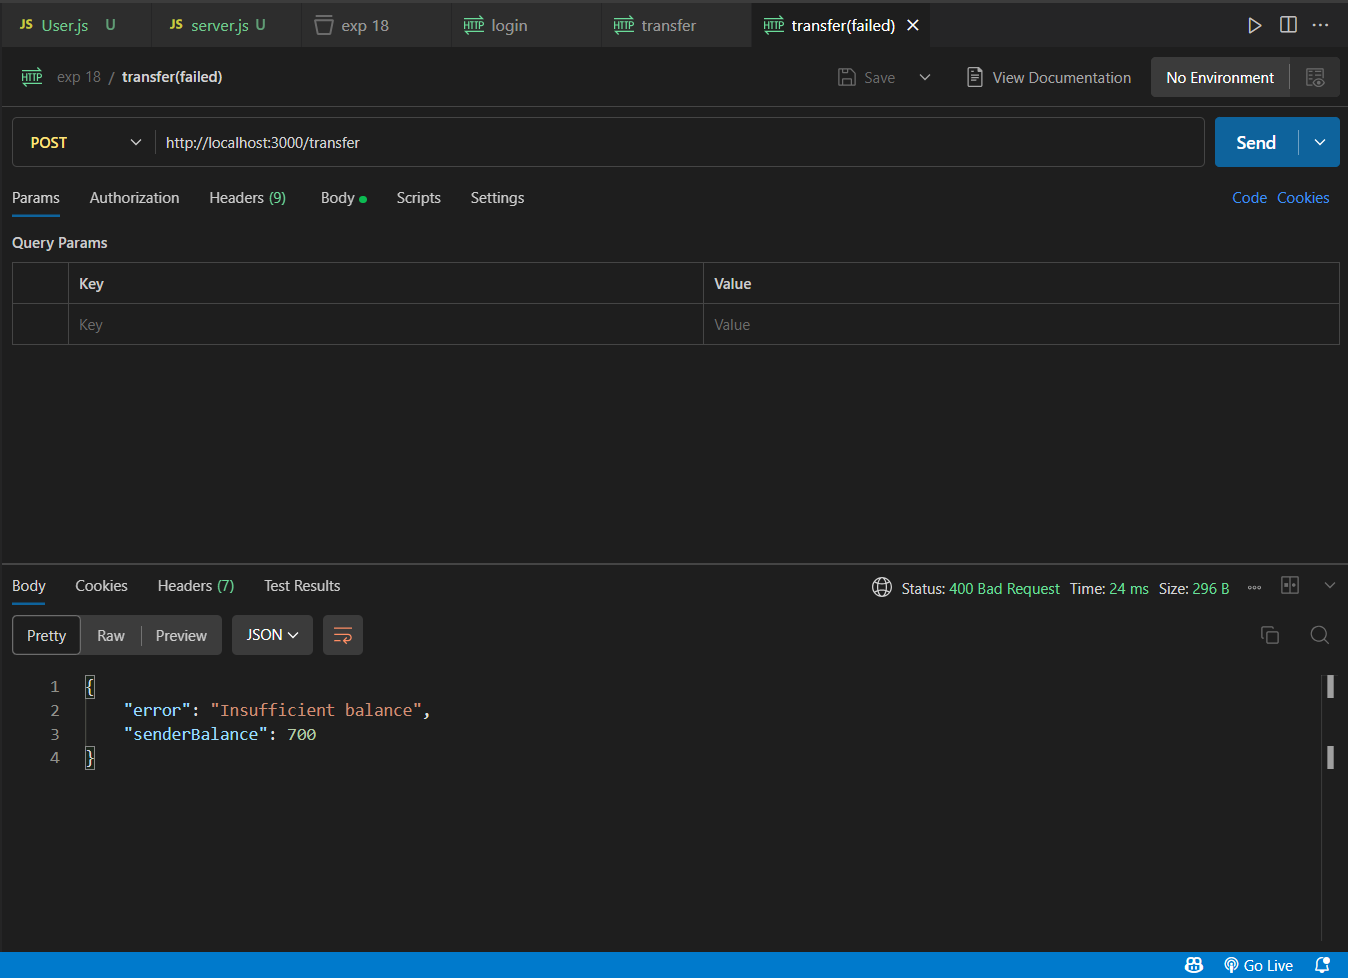 JS User.js U JS server.js U exp 18 HTTP login HTTP transfer HTTP transfer(failed)
HTTP exp 18 / transfer(failed) Save View Documentation No Environment
POST http://localhost:3000/transfer Send
Params Authorization Headers (9) Body Scripts Settings Code Cookies
Query Params
Key Value
Key Value
Body Cookies Headers (7) Test Results Status: 400 Bad Request Time: 24 ms Size: 296 B
Pretty Raw Preview JSON
1 {
2 "error": "Insufficient balance",
3 "senderBalance": 700
4 }
Go Live